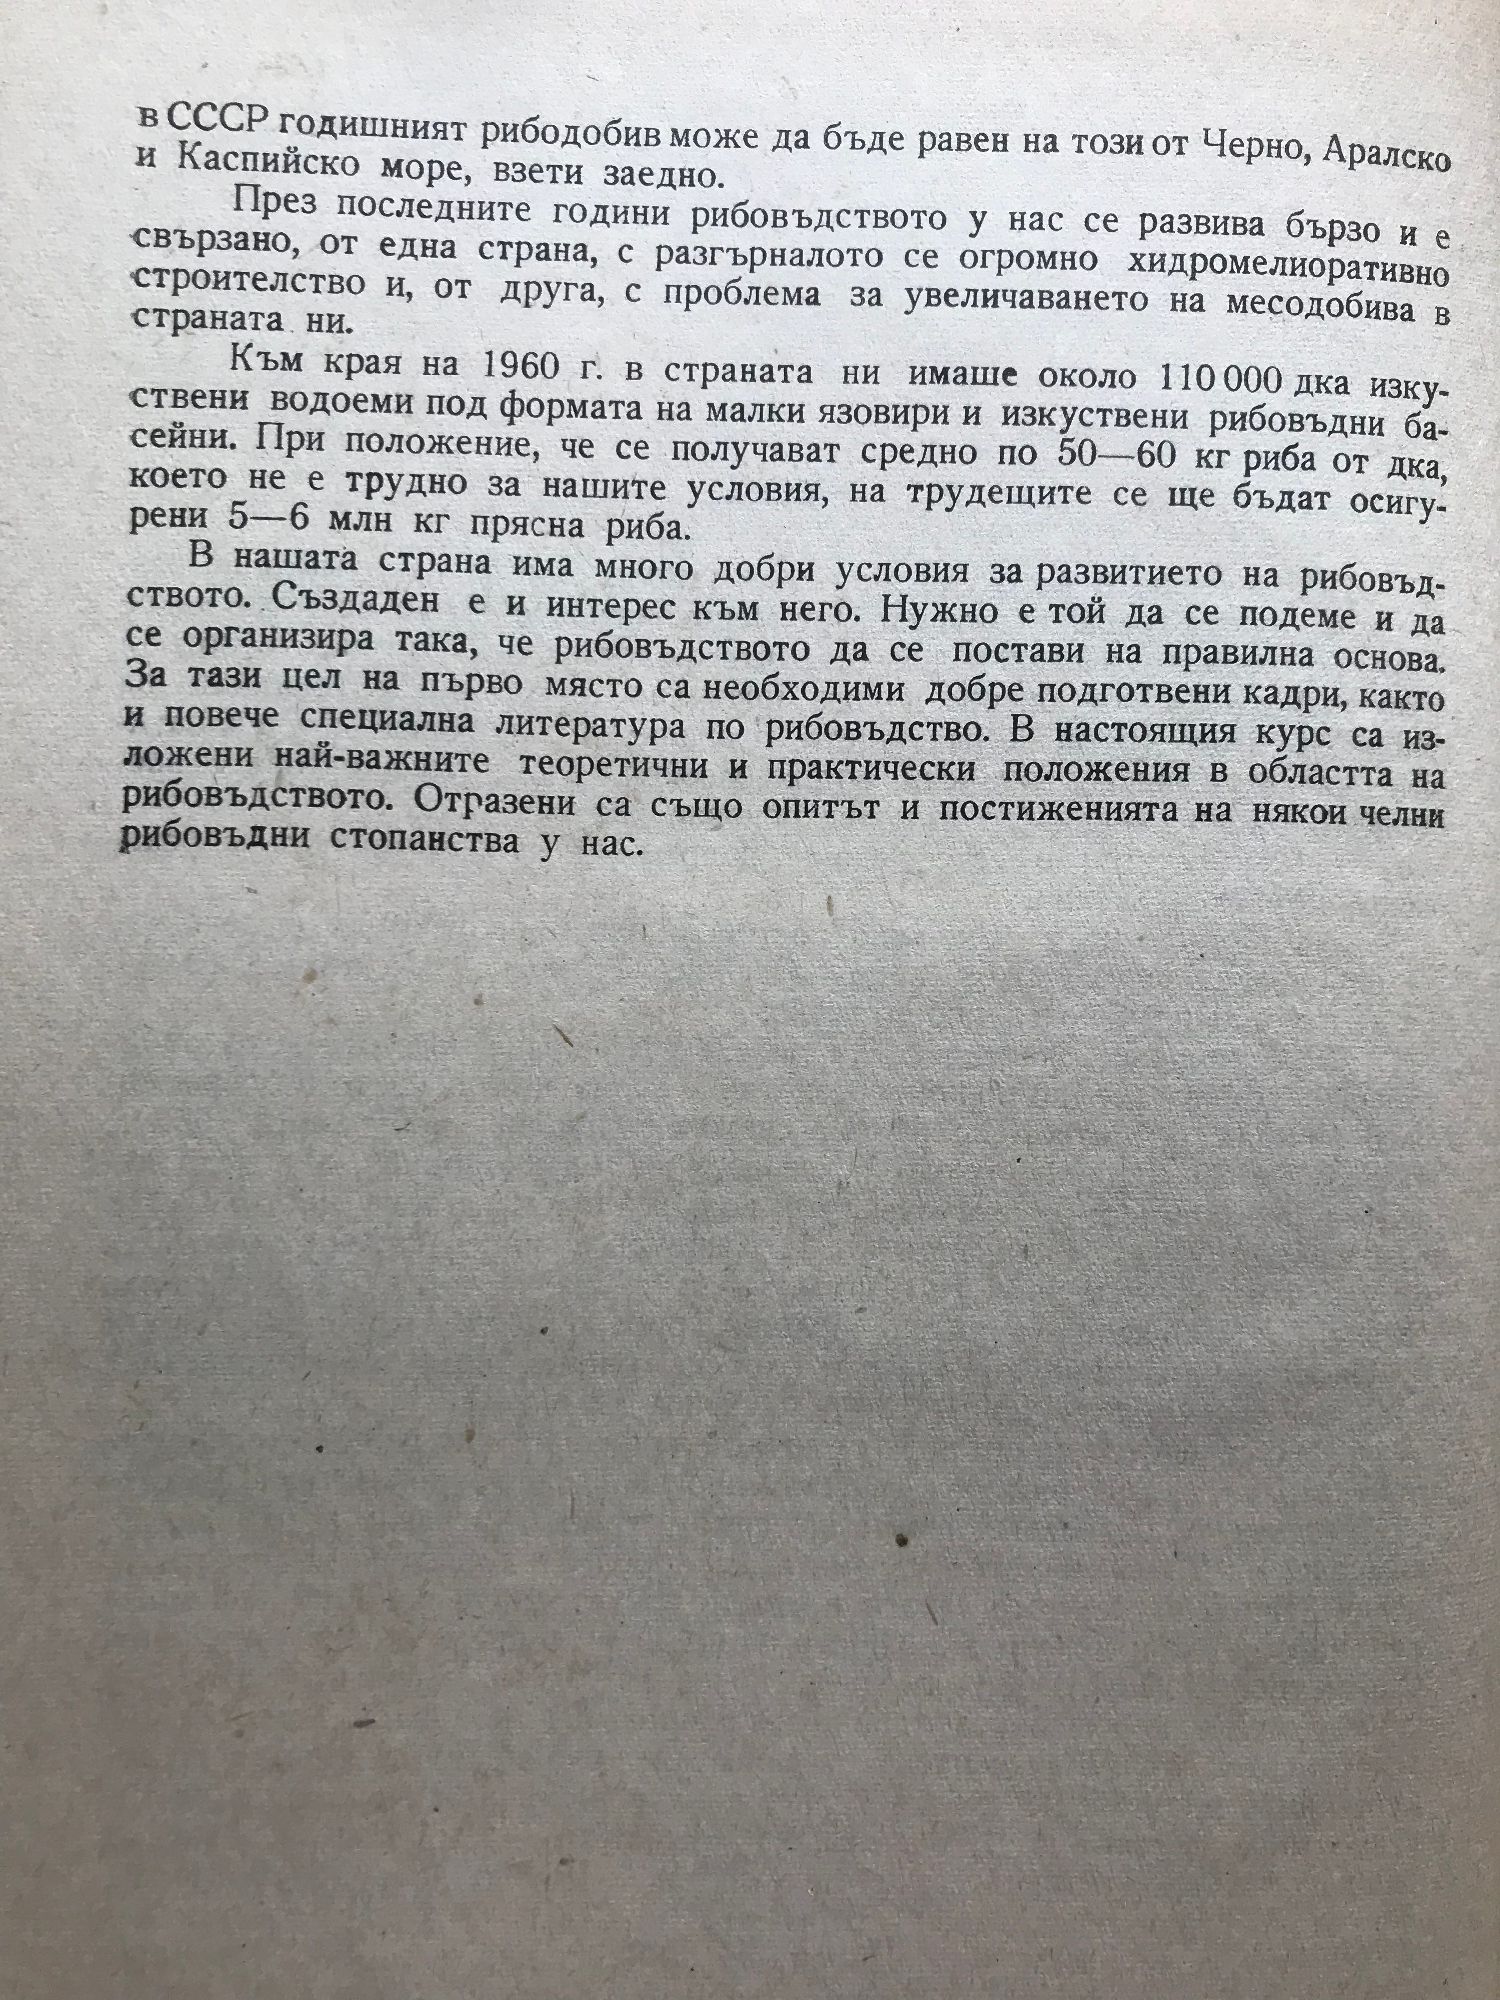 в СССР годишният рибодобив може да бъде равен на този от Черно, Аралско
и Каспийско море, взети заедно.
През последните години рибовъдството у нас се развива бързо и е
свързано, от една страна, с разгърналото се огромно хидромелиоративно
строителство и, от друга, с проблема за увеличаването на месодобива в
страната ни.
Към края на 1960 г. в страната ни имаше около 110 000 дка изку-
ствени водоеми под формата на малки язовири и изкуствени рибовъдни ба-
сейни. При положение, че се получават средно по 50—60 кг риба от дка,
което не е трудно за нашите условия, на трудещите се ще бъдат осигу-
рени 5—6 млн кг прясна риба.
В нашата страна има много добри условия за развитието на рибовъд-
ството. Създаден е и интерес към него. Нужно е той да се подеме и да
се организира така, че рибовъдството да се постави на правилна основа.
За тази цел на първо място са необходими добре подготвени кадри, както
и повече специална литература по рибовъдство. В настоящия курс са из-
ложени най-важните теоретични и практически положения в областта на
рибовъдството. Отразени са също опитът и постиженията на някои челни
рибовъдни стопанства у нас.